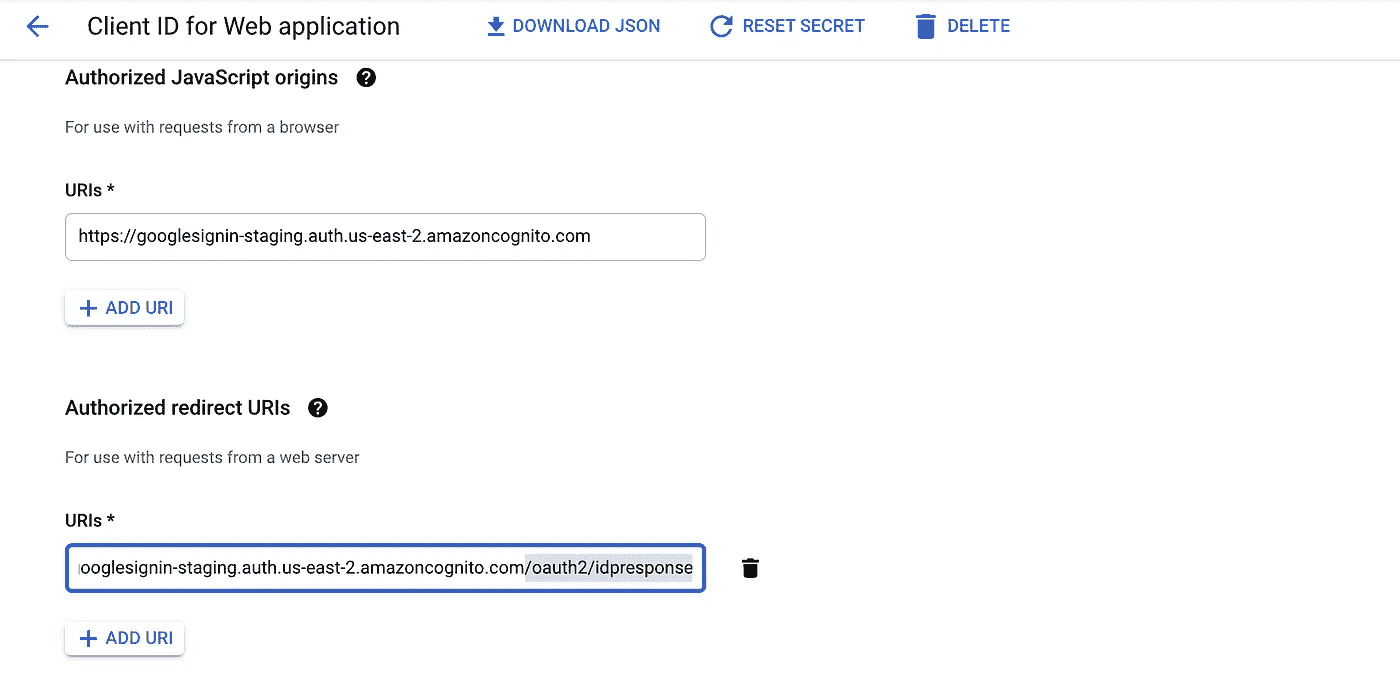 Client ID for Web application DOWNLOAD JSON RESET SECRET DELETE
Authorized JavaScript origins ?
For use with requests from a browser
URIs *
https://googlesignin-staging.auth.us-east-2.amazoncognito.com
+ ADD URI
Authorized redirect URIs ?
For use with requests from a web server
URIs *
ooglesignin-staging.auth.us-east-2.amazoncognito.com/oauth2/idpresponse
+ ADD URI